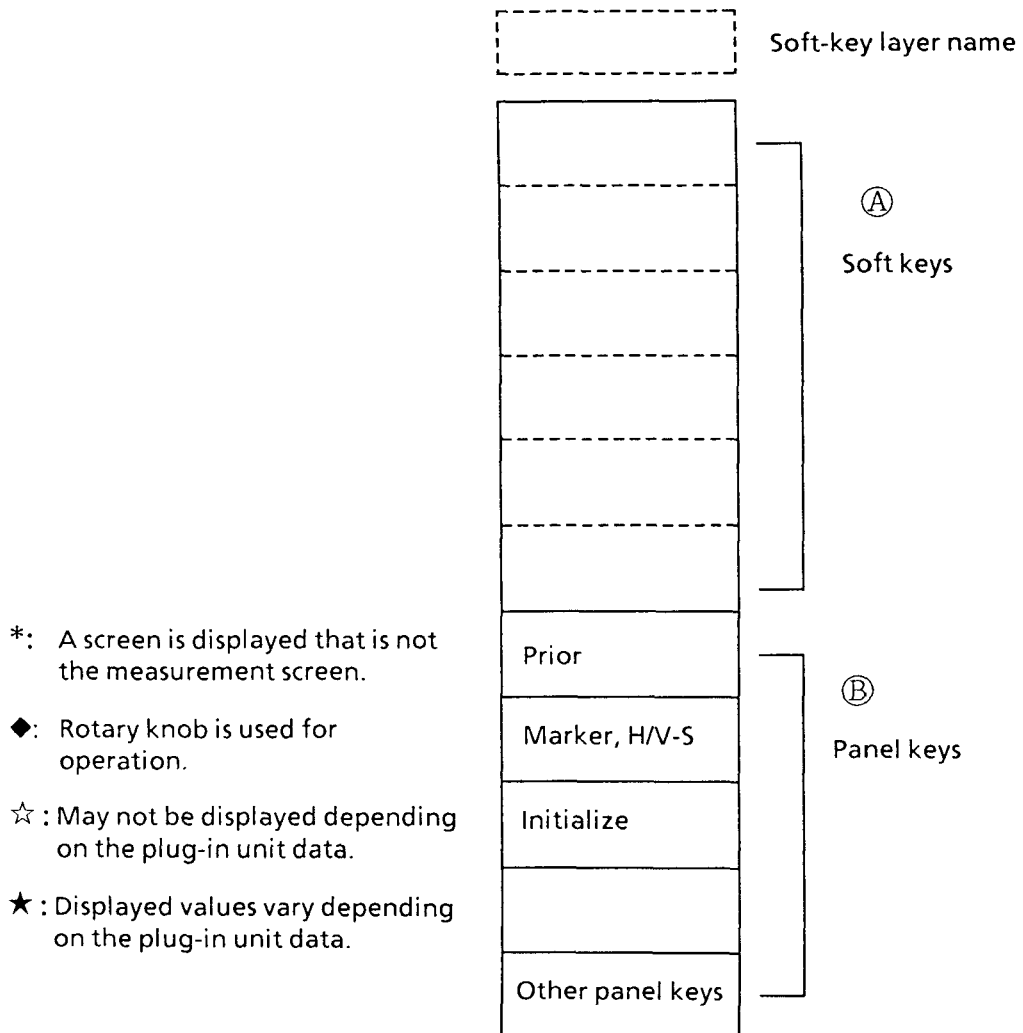 Soft-key layer name
Ⓐ
Soft keys
*: A screen is displayed that is not
the measurement screen.
◆: Rotary knob is used for
operation.
☆: May not be displayed depending
on the plug-in unit data.
★: Displayed values vary depending
on the plug-in unit data.
Prior
Marker, H/V-S
Initialize
Other panel keys
Ⓑ
Panel keys